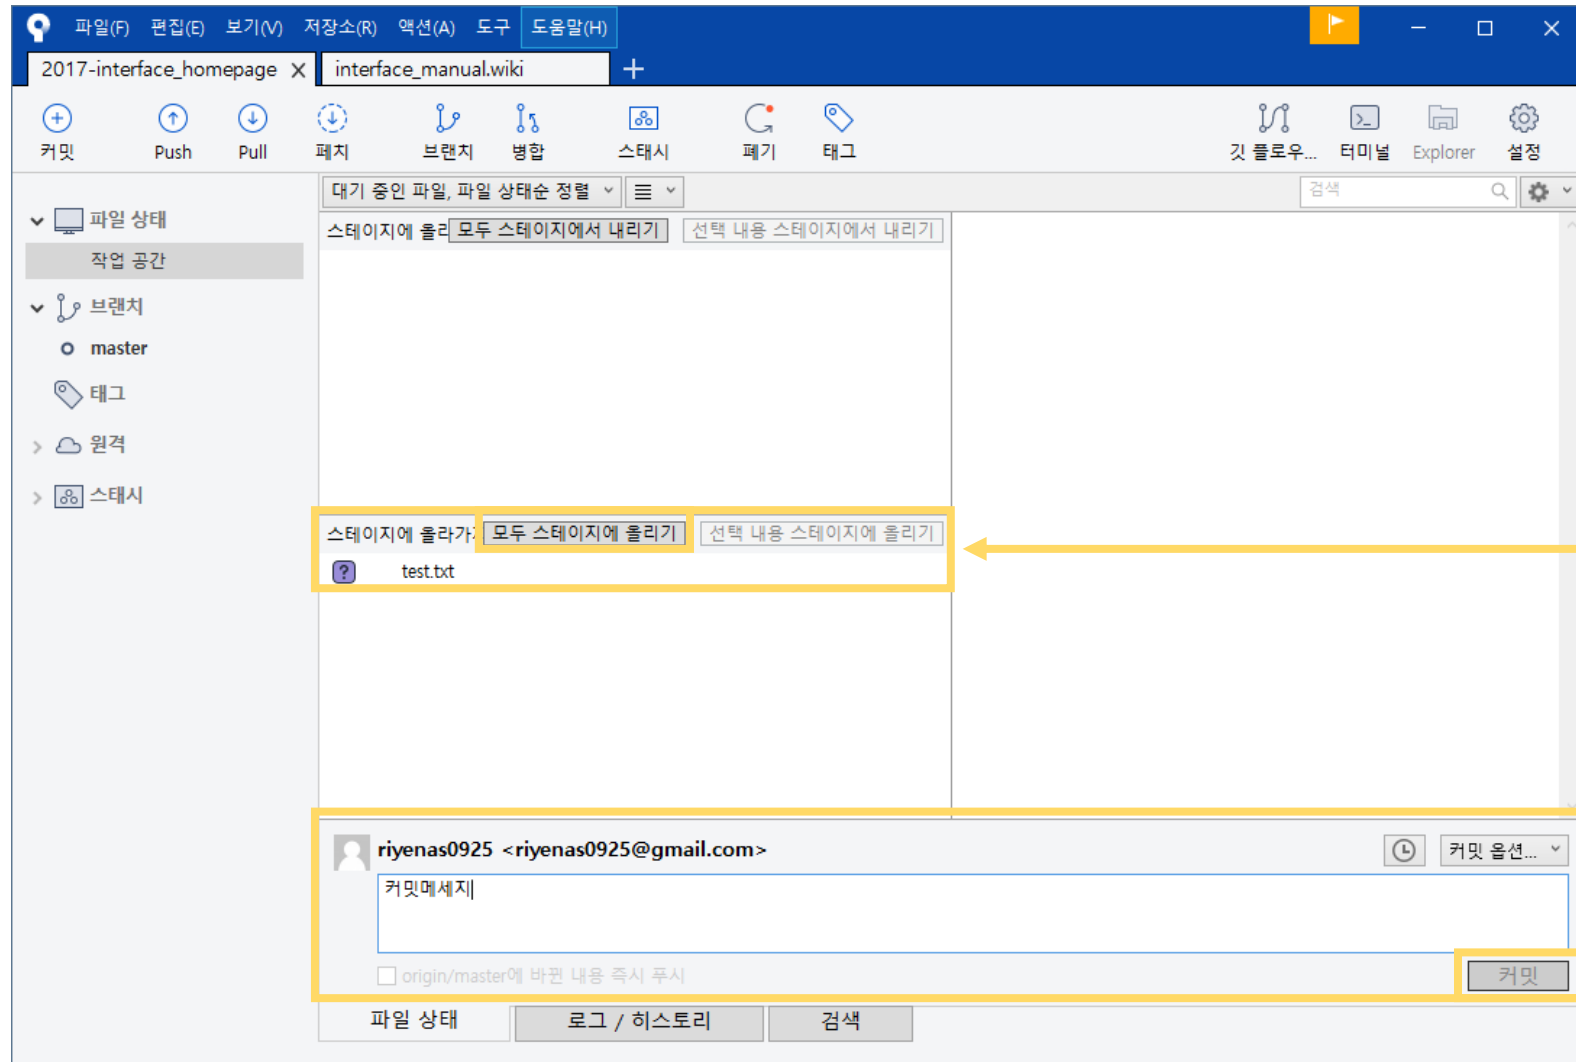 파일(F) 편집(E) 보기(V) 저장소(R) 액션(A) 도구 도움말(H)
2017-interface_homepage interface_manual.wiki
커밋 Push Pull 페치 브랜치 병합 스태시 폐기 태그 깃 플로우... 터미널 Explorer 설정
대기 중인 파일, 파일 상태순 정렬 검색
파일 상태
스테이지에 올리 모두 스테이지에서 내리기 선택 내용 스테이지에서 내리기
작업 공간
브랜치
master
태그
원격
스태시
스테이지에 올라가 모두 스테이지에 올리기 선택 내용 스테이지에 올리기
? test.txt
riyenas0925 <riyenas0925@gmail.com> 커밋 옵션...
커밋메세지
origin/master에 바뀐 내용 즉시 푸시 커밋
파일 상태 로그 / 히스토리 검색